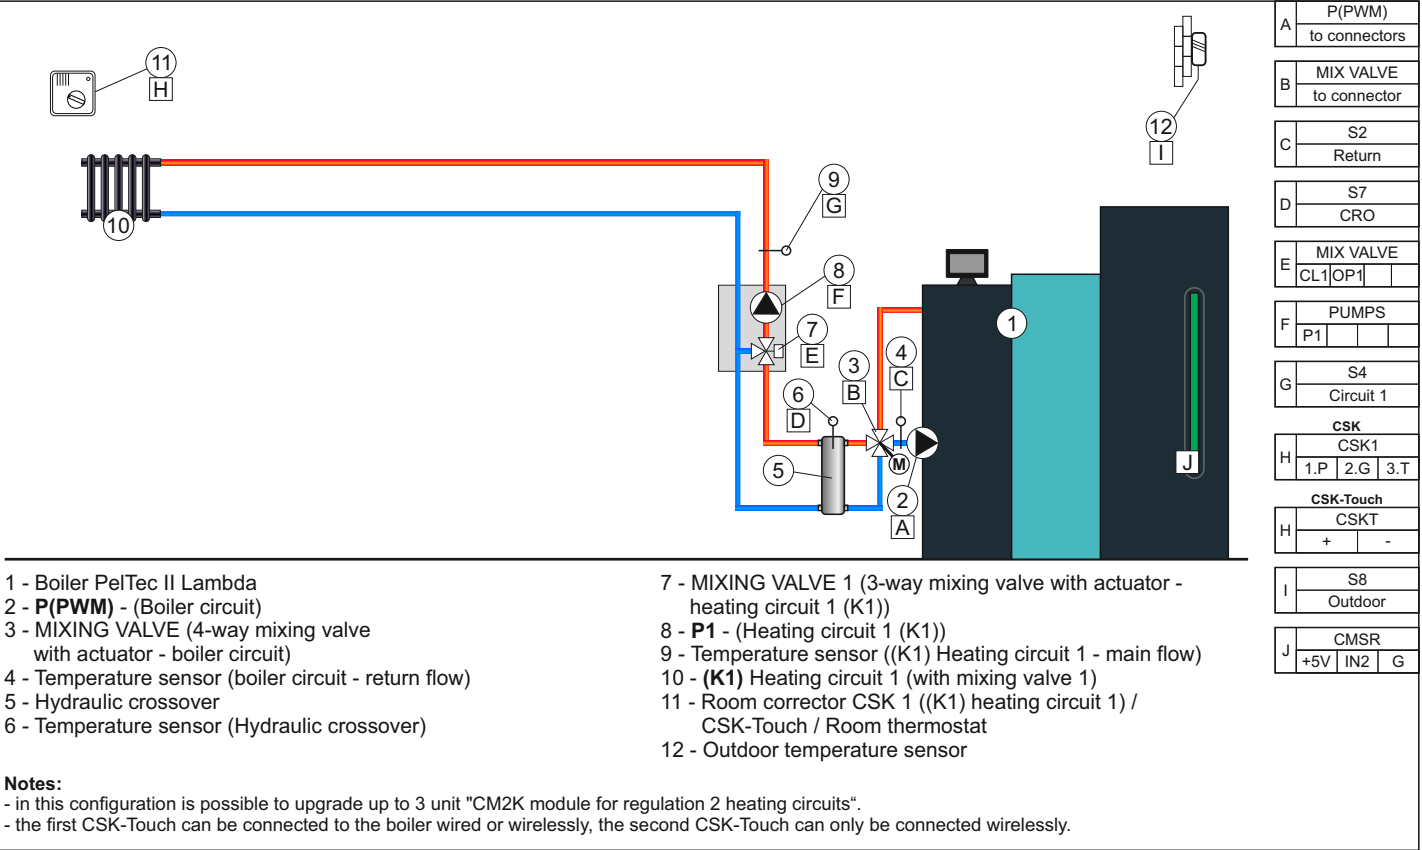 11
H
12
I
9
G
10
8
F
7
E
1
4
C
3
B
6
D
M
5
J
2
A
A
P(PWM)
to connectors
B
MIX VALVE
to connector
C
S2
Return
D
S7
CRO
E
MIX VALVE
CL1 OP1
F
PUMPS
P1
G
S4
Circuit 1
CSK
H
CSK1
1.P 2.G 3.T
CSK-Touch
H
CSKT
+ -
I
S8
Outdoor
J
CMSR
+5V IN2 G
1 - Boiler PelTec II Lambda
2 - P(PWM) - (Boiler circuit)
3 - MIXING VALVE (4-way mixing valve
with actuator - boiler circuit)
4 - Temperature sensor (boiler circuit - return flow)
5 - Hydraulic crossover
6 - Temperature sensor (Hydraulic crossover)
7 - MIXING VALVE 1 (3-way mixing valve with actuator -
heating circuit 1 (K1))
8 - P1 - (Heating circuit 1 (K1))
9 - Temperature sensor ((K1) Heating circuit 1 - main flow)
10 - (K1) Heating circuit 1 (with mixing valve 1)
11 - Room corrector CSK 1 ((K1) heating circuit 1) /
CSK-Touch / Room thermostat
12 - Outdoor temperature sensor
Notes:
- in this configuration is possible to upgrade up to 3 unit "CM2K module for regulation 2 heating circuits“.
- the first CSK-Touch can be connected to the boiler wired or wirelessly, the second CSK-Touch can only be connected wirelessly.